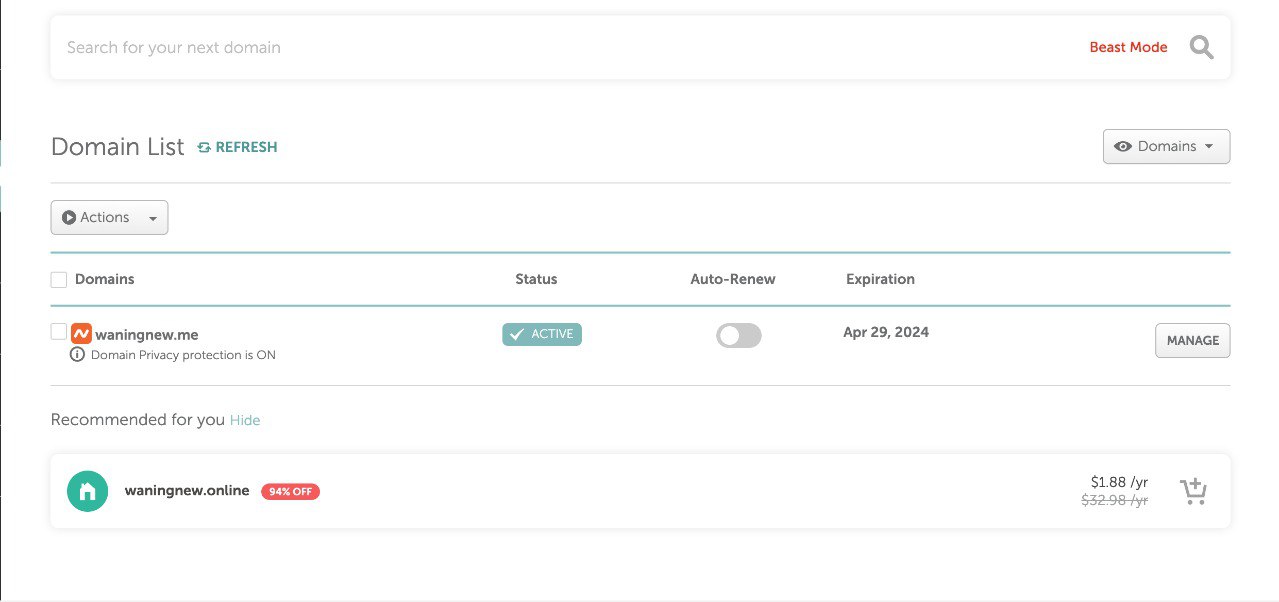 Search for your next domain Beast Mode
Domain List REFRESH Domains
Actions
Domains Status Auto-Renew Expiration
waningnew.me ACTIVE Apr 29, 2024 MANAGE
Domain Privacy protection is ON
Recommended for you Hide
waningnew.online 94% OFF $1.88 /yr
$32.98 /yr